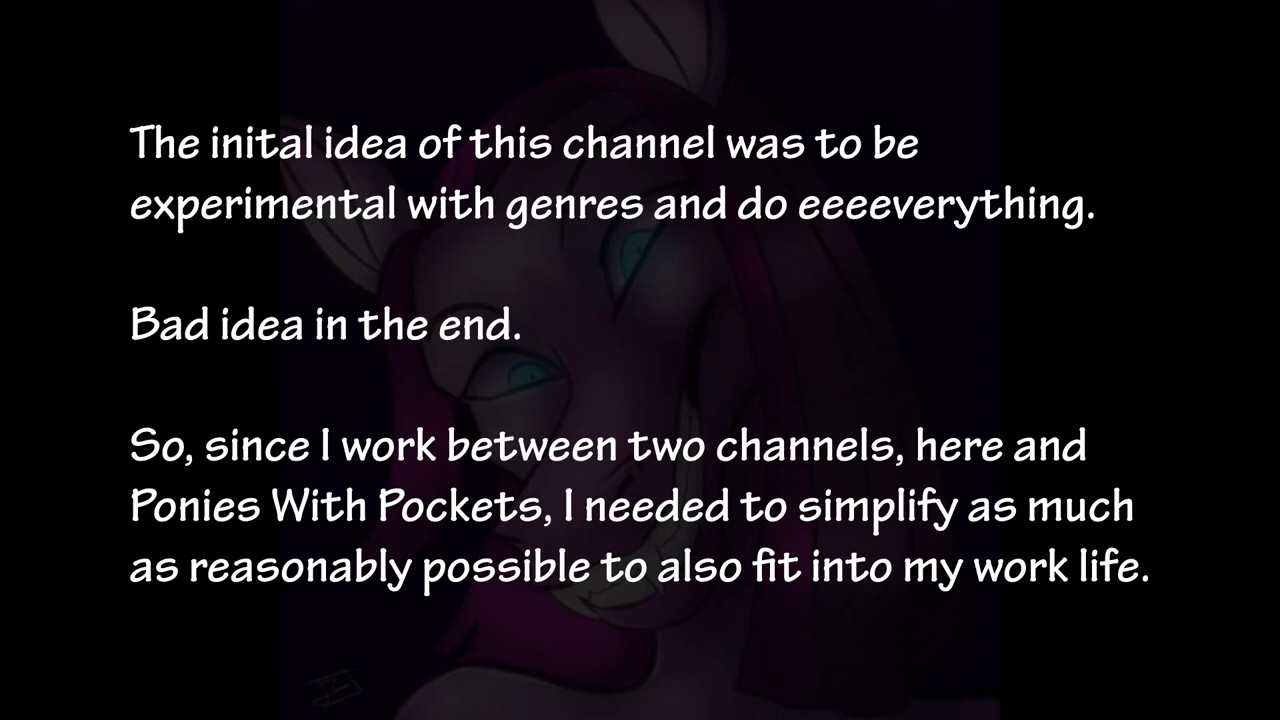 The inital idea of this channel was to be
experimental with genres and do eeeeverything.
Bad idea in the end.
So, since I work between two channels, here and
Ponies With Pockets, I needed to simplify as much
as reasonably possible to also fit into my work life.